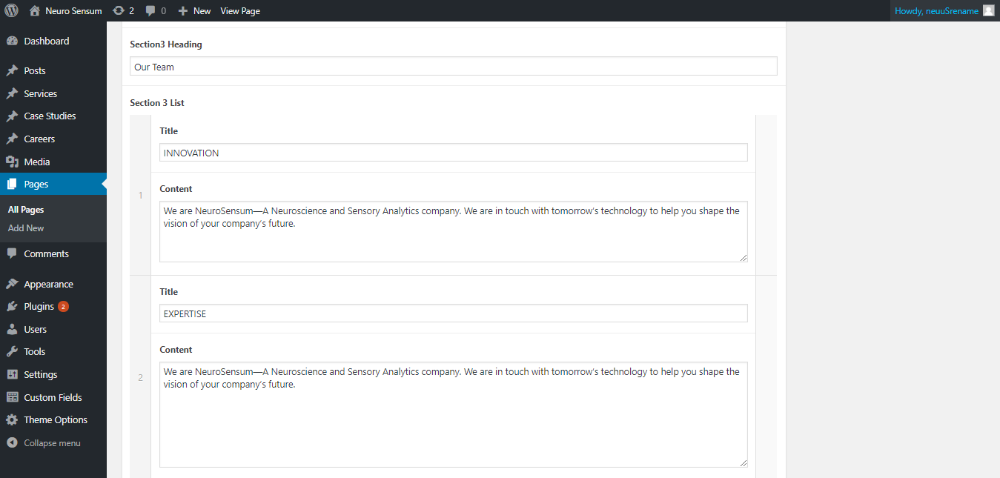 Neuro Sensum 2 0 New View Page Howdy, neuuSrename
Dashboard
Posts
Services
Case Studies
Careers
Media
Pages
All Pages
Add New
Comments
Appearance
Plugins 2
Users
Tools
Settings
Custom Fields
Theme Options
Collapse menu
Section3 Heading
Our Team
Section 3 List
1
Title
INNOVATION
Content
We are NeuroSensum—A Neuroscience and Sensory Analytics company. We are in touch with tomorrow's technology to help you shape the
vision of your company's future.
2
Title
EXPERTISE
Content
We are NeuroSensum—A Neuroscience and Sensory Analytics company. We are in touch with tomorrow's technology to help you shape the
vision of your company's future.